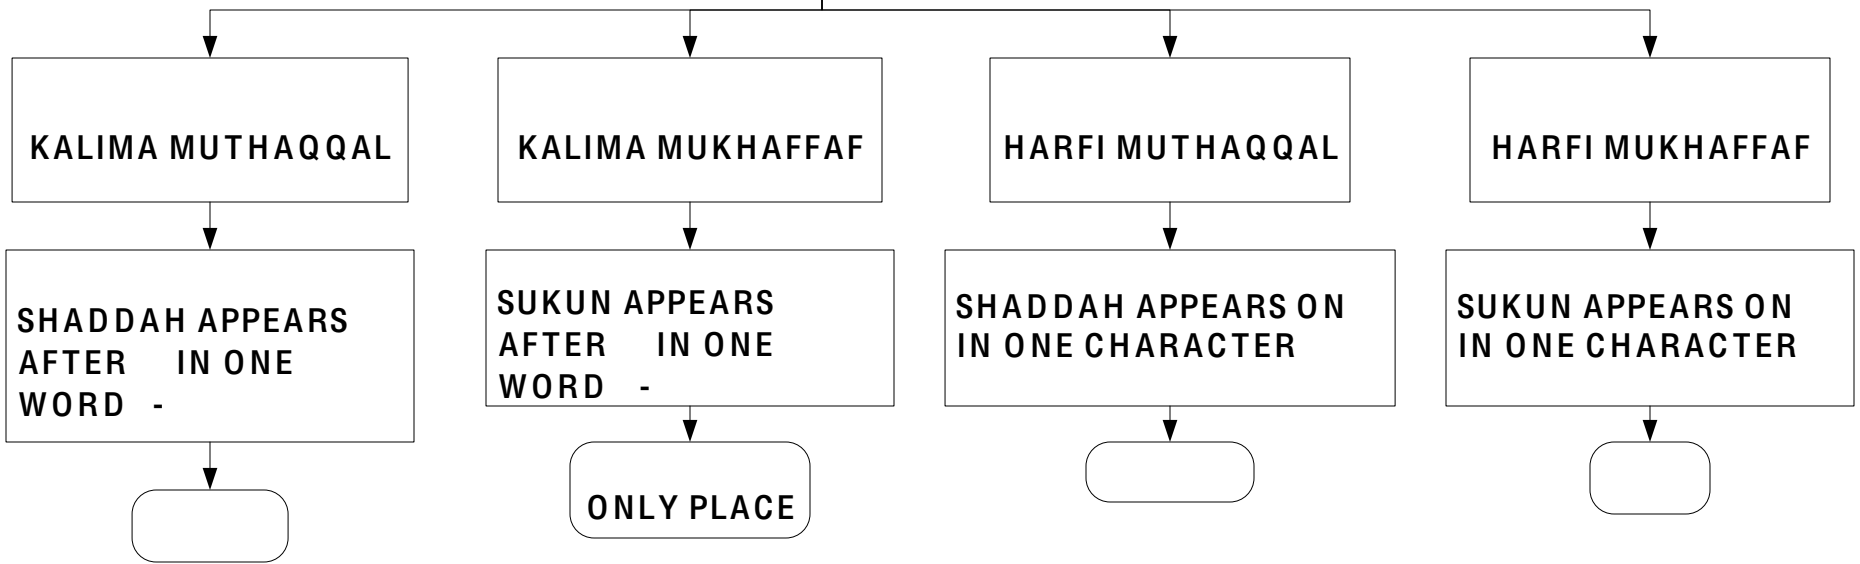 KALIMA MUTHAQQAL
KALIMA MUKHAFFAF
HARFI MUTHAQQAL
HARFI MUKHAFFAF
SHADDAH APPEARS
AFTER IN ONE
WORD -
SUKUN APPEARS
AFTER IN ONE
WORD -
SHADDAH APPEARS ON
IN ONE CHARACTER
SUKUN APPEARS ON
IN ONE CHARACTER
ONLY PLACE